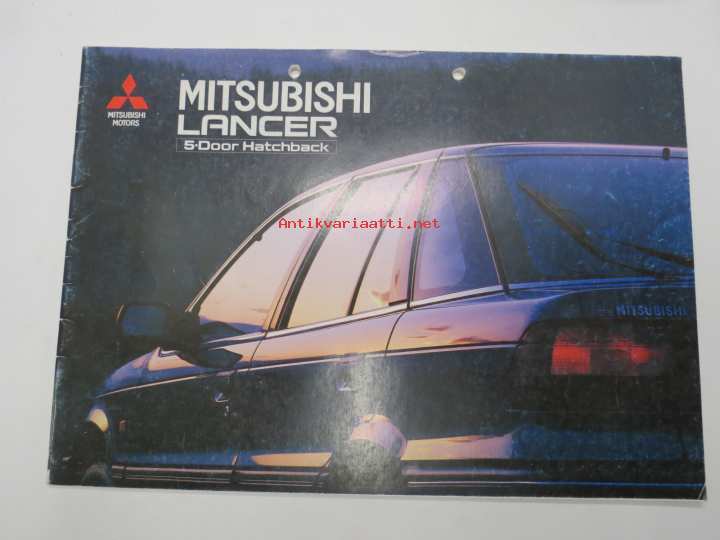 MITSUBISHI
MOTORS
MITSUBISHI
LANCER
5-Door Hatchback
Antikvariaatti.net
MITSUBISHI